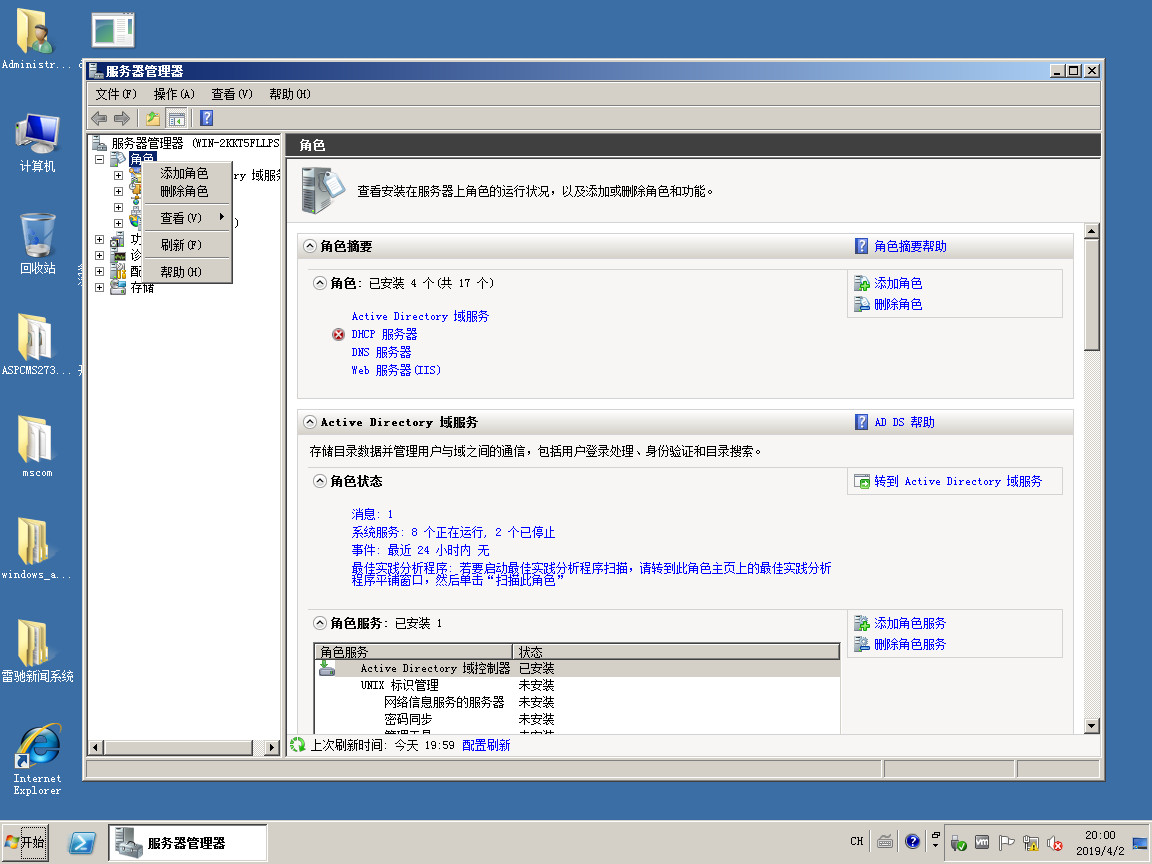 Administr...
计算机
回收站
ASPCMS273...
mscom
windows_a...
雷驰新闻系统
Internet
Explorer
服务器管理器
文件(F) 操作(A) 查看(V) 帮助(H)
服务器管理器 (WIN-2KKT5FLLPS
角色
ry 域服务
)
功
诊
配
存储
添加角色
删除角色
查看(V)
刷新(F)
帮助(H)
角色
查看安装在服务器上角色的运行状况，以及添加或删除角色和功能。
角色摘要
角色摘要帮助
角色: 已安装 4 个(共 17 个)
添加角色
删除角色
Active Directory 域服务
DHCP 服务器
DNS 服务器
Web 服务器(IIS)
Active Directory 域服务
AD DS 帮助
存储目录数据并管理用户与域之间的通信，包括用户登录处理、身份验证和目录搜索。
角色状态
转到 Active Directory 域服务
消息: 1
系统服务: 8 个正在运行, 2 个已停止
事件: 最近 24 小时内 无
最佳实践分析程序: 若要启动最佳实践分析程序扫描，请转到此角色主页上的最佳实践分析
程序平铺窗口，然后单击“扫描此角色”
角色服务: 已安装 1
添加角色服务
删除角色服务
角色服务 状态
Active Directory 域控制器 已安装
UNIX 标识管理 未安装
网络信息服务的服务器 未安装
密码同步 未安装
管理工具 未安装
上次刷新时间: 今天 19:59 配置刷新
开始
服务器管理器
CH
20:00
2019/4/2